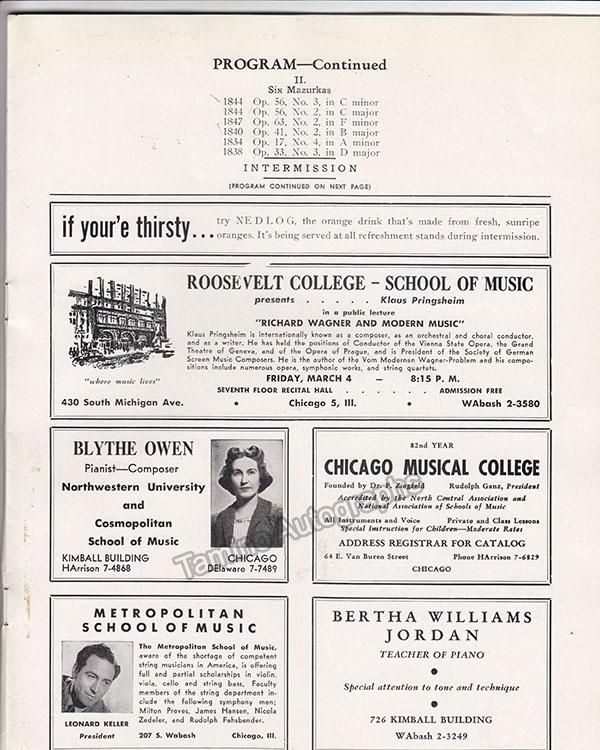 PROGRAM—Continued
II.
Six Mazurkas
1844 Op. 56, No. 3, in C minor
1844 Op. 56, No. 2, in C major
1847 Op. 63, No. 2, in F minor
1840 Op. 41, No. 2, in B major
1834 Op. 17, No. 4, in A minor
1838 Op. 33, No. 3, in D major
INTERMISSION
(PROGRAM CONTINUED ON NEXT PAGE)
if your'e thirsty... try NEDLOG, the orange drink that's made from fresh, sunripe
oranges. It's being served at all refreshment stands during intermission.
ROOSEVELT COLLEGE – SCHOOL OF MUSIC
presents . . . . . Klaus Pringsheim
in a public lecture
"RICHARD WAGNER AND MODERN MUSIC"
Klaus Pringsheim is internationally known as a composer, as an orchestral and choral conductor,
and as a writer. He has held the positions of Conductor of the Vienna State Opera, the Grand
Theatre of Geneva, and of the Opera of Prague, and is President of the Society of German
Screen Music Composers. He is the author of the Vom Modernen Wagner-Problem and his compo-
sitions include numerous opera, symphonic works, and string quartets.
"where music lives"
FRIDAY, MARCH 4 — 8:15 P. M.
SEVENTH FLOOR RECITAL HALL . . . . . . ADMISSION FREE
430 South Michigan Ave. • Chicago 5, Ill. • WAbash 2-3580
BLYTHE OWEN
Pianist—Composer
Northwestern University
and
Cosmopolitan
School of Music
KIMBALL BUILDING CHICAGO
HArrison 7-4868 DElaware 7-7489
82nd YEAR
CHICAGO MUSICAL COLLEGE
Founded by Dr. F. Ziegfeld Rudolph Ganz, President
Accredited by the North Central Association and
National Association of Schools of Music
All Instruments and Voice Private and Class Lessons
Special Instruction for Children—Moderate Rates
ADDRESS REGISTRAR FOR CATALOG
64 E. Van Buren Street Phone HArrison 7-6829
CHICAGO
Tamino Autographs
METROPOLITAN
SCHOOL OF MUSIC
The Metropolitan School of Music,
aware of the shortage of competent
string musicians in America, is offering
full and partial scholarships in violin,
viola, cello and string bass. Faculty
members of the string department in-
clude the following symphony men;
Milton Preves, James Hansen, Nicola
Zedeler, and Rudolph Fahsbender.
LEONARD KELLER
President 207 S. Wabash Chicago, Ill.
BERTHA WILLIAMS
JORDAN
TEACHER OF PIANO
•
Special attention to tone and technique
•
726 KIMBALL BUILDING
WAbash 2-3249